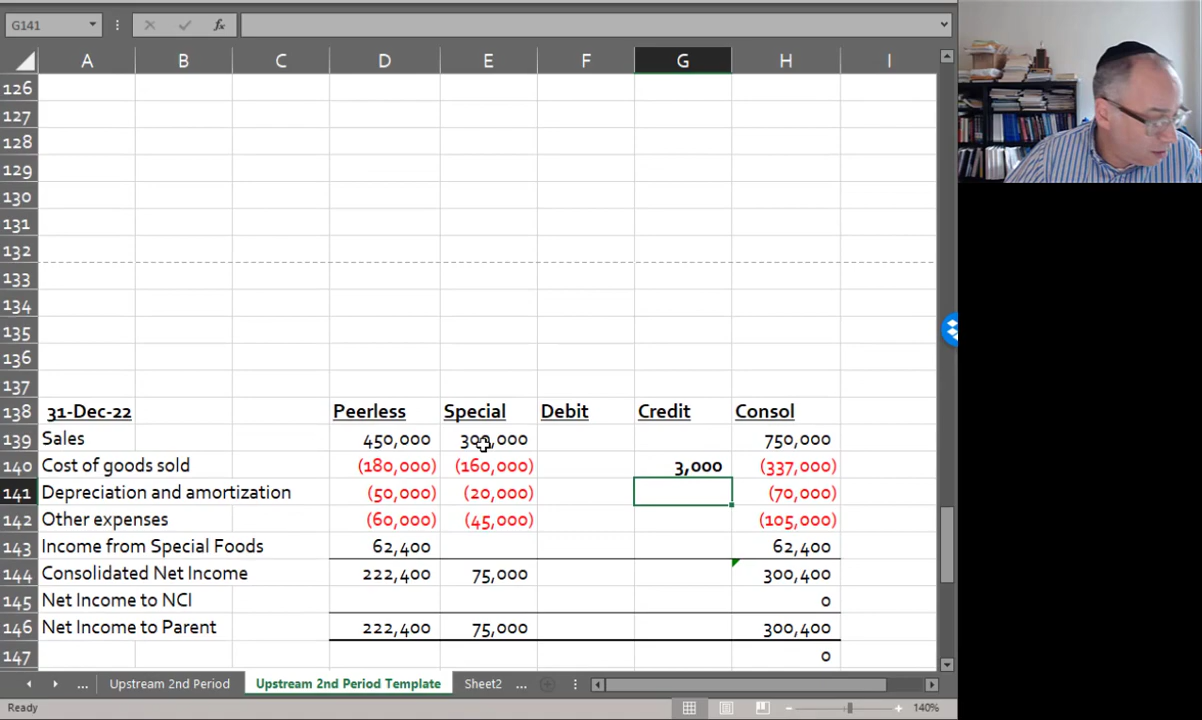 G141
A B C D E F G H I
126
127
128
129
130
131
132
133
134
135
136
137
138 31-Dec-22 Peerless Special Debit Credit Consol
139 Sales 450,000 300,000 750,000
140 Cost of goods sold (180,000) (160,000) 3,000 (337,000)
141 Depreciation and amortization (50,000) (20,000) (70,000)
142 Other expenses (60,000) (45,000) (105,000)
143 Income from Special Foods 62,400 62,400
144 Consolidated Net Income 222,400 75,000 300,400
145 Net Income to NCI 0
146 Net Income to Parent 222,400 75,000 300,400
147 0
... Upstream 2nd Period Upstream 2nd Period Template Sheet2 ...
Ready 140%